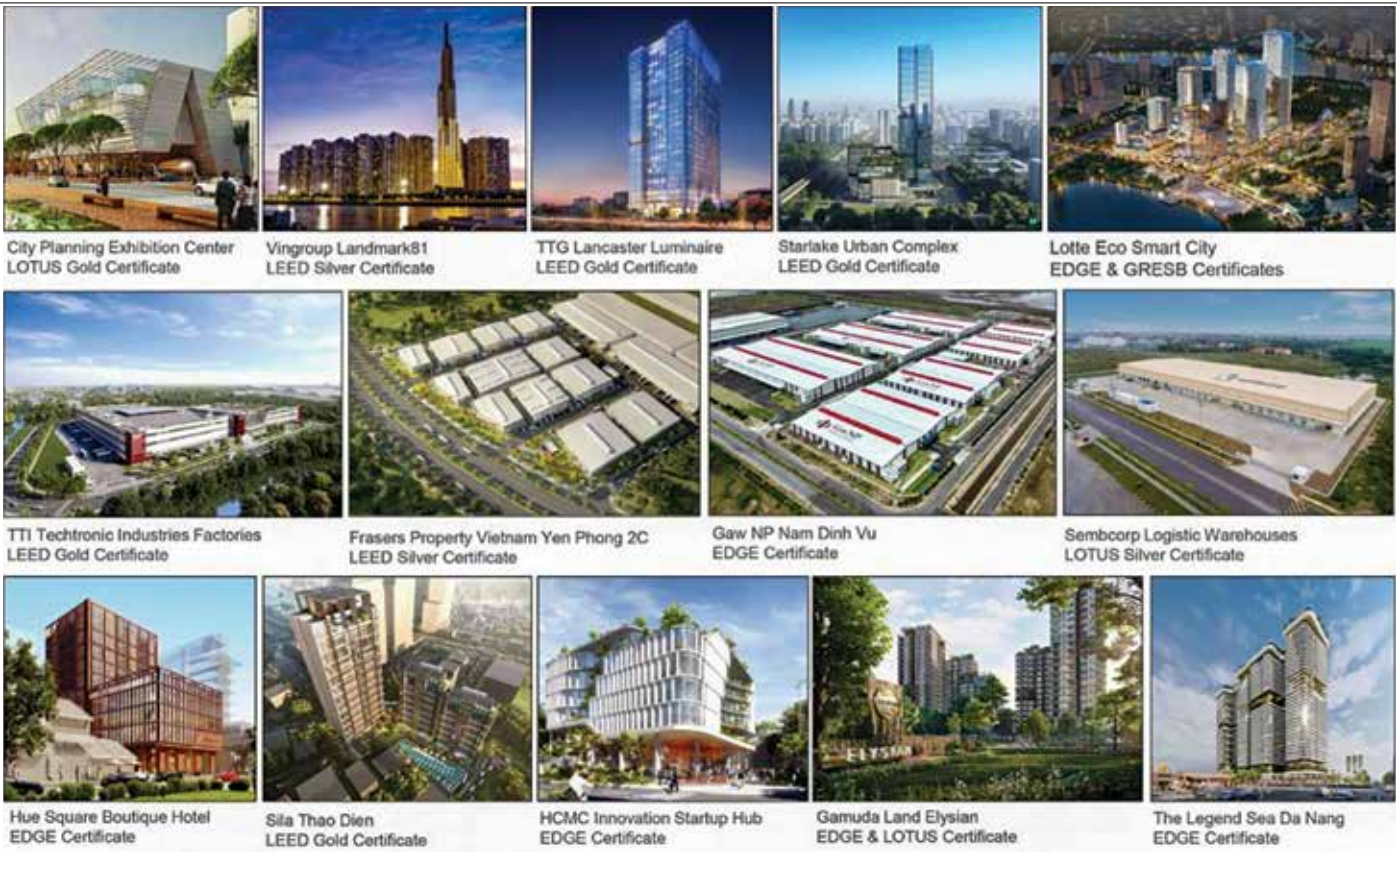 City Planning Exhibition Center
LOTUS Gold Certificate
Vingroup Landmark81
LEED Silver Certificate
TTG Lancaster Luminaire
LEED Gold Certificate
Starlake Urban Complex
LEED Gold Certificate
Lotte Eco Smart City
EDGE & GRESB Certificates
TTI Techtronic Industries Factories
LEED Gold Certificate
Frasers Property Vietnam Yen Phong 2C
LEED Silver Certificate
Gaw NP
Gaw NP Nam Dinh Vu
EDGE Certificate
Sembcorp Logistic Warehouses
LOTUS Silver Certificate
Hue Square Boutique Hotel
EDGE Certificate
Sila Thao Dien
LEED Gold Certificate
HCMC Innovation Startup Hub
EDGE Certificate
ELYSIAN
Gamuda Land Elysian
EDGE & LOTUS Certificate
The Legend Sea Da Nang
EDGE Certificate